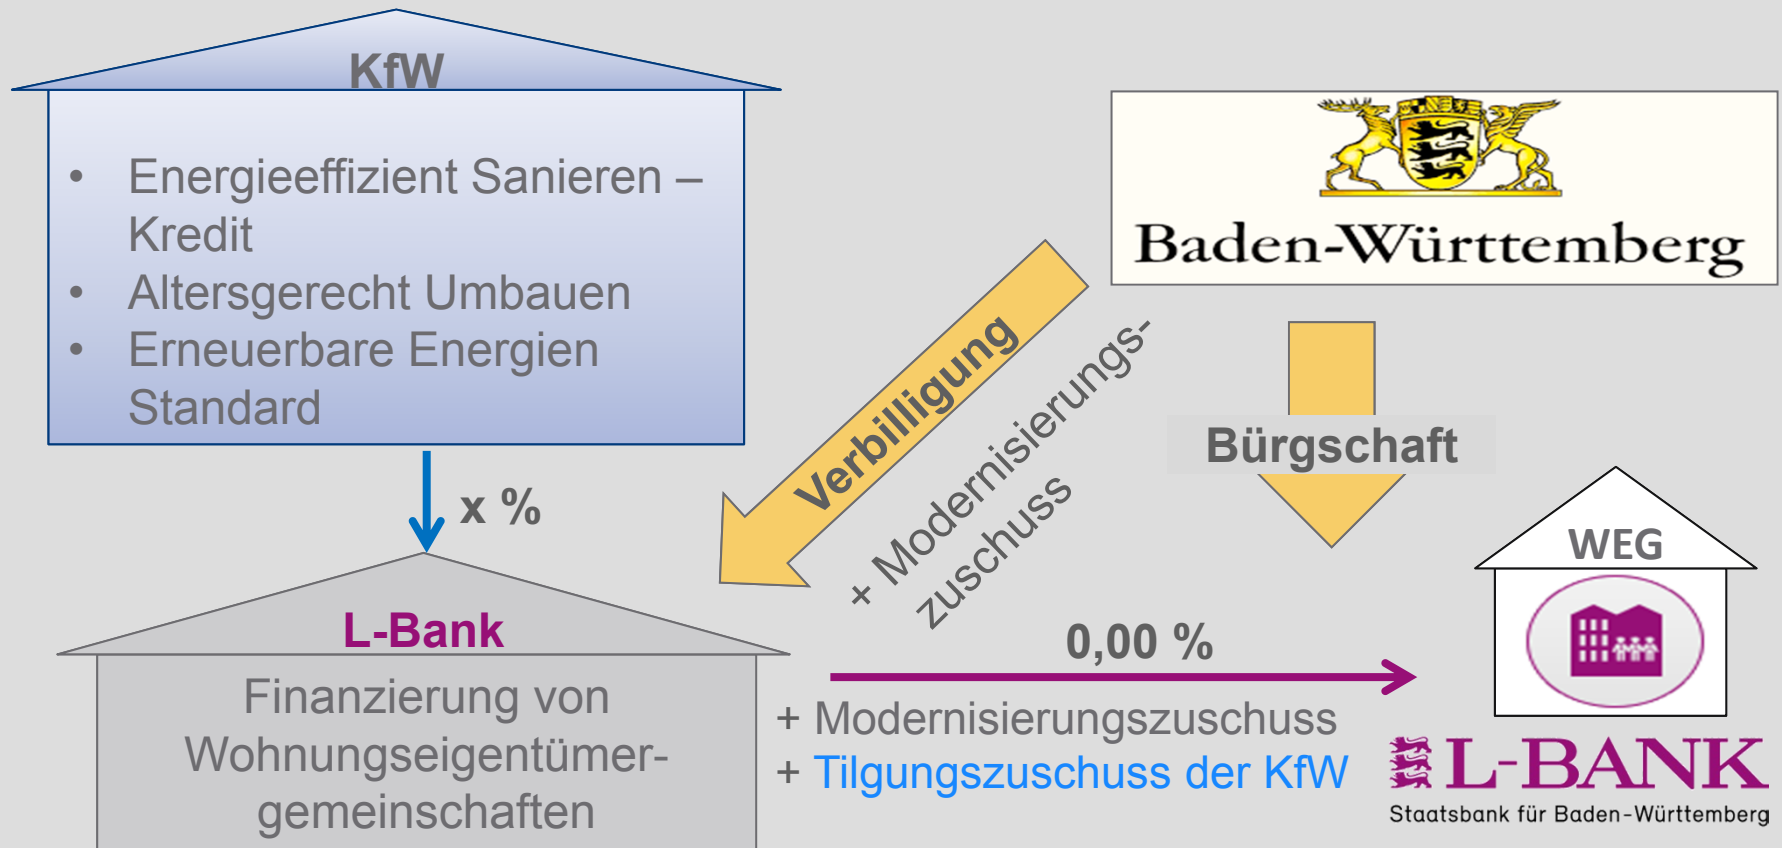 KfW
• Energieeffizient Sanieren –
Kredit
• Altersgerecht Umbauen
• Erneuerbare Energien
Standard
x %
Baden-Württemberg
Verbilligung
+ Modernisierungs-
zuschuss
Bürgschaft
WEG
L-Bank
Finanzierung von
Wohnungseigentümer-
gemeinschaften
0,00 %
+ Modernisierungszuschuss
+ Tilgungszuschuss der KfW
L-BANK
Staatsbank für Baden-Württemberg